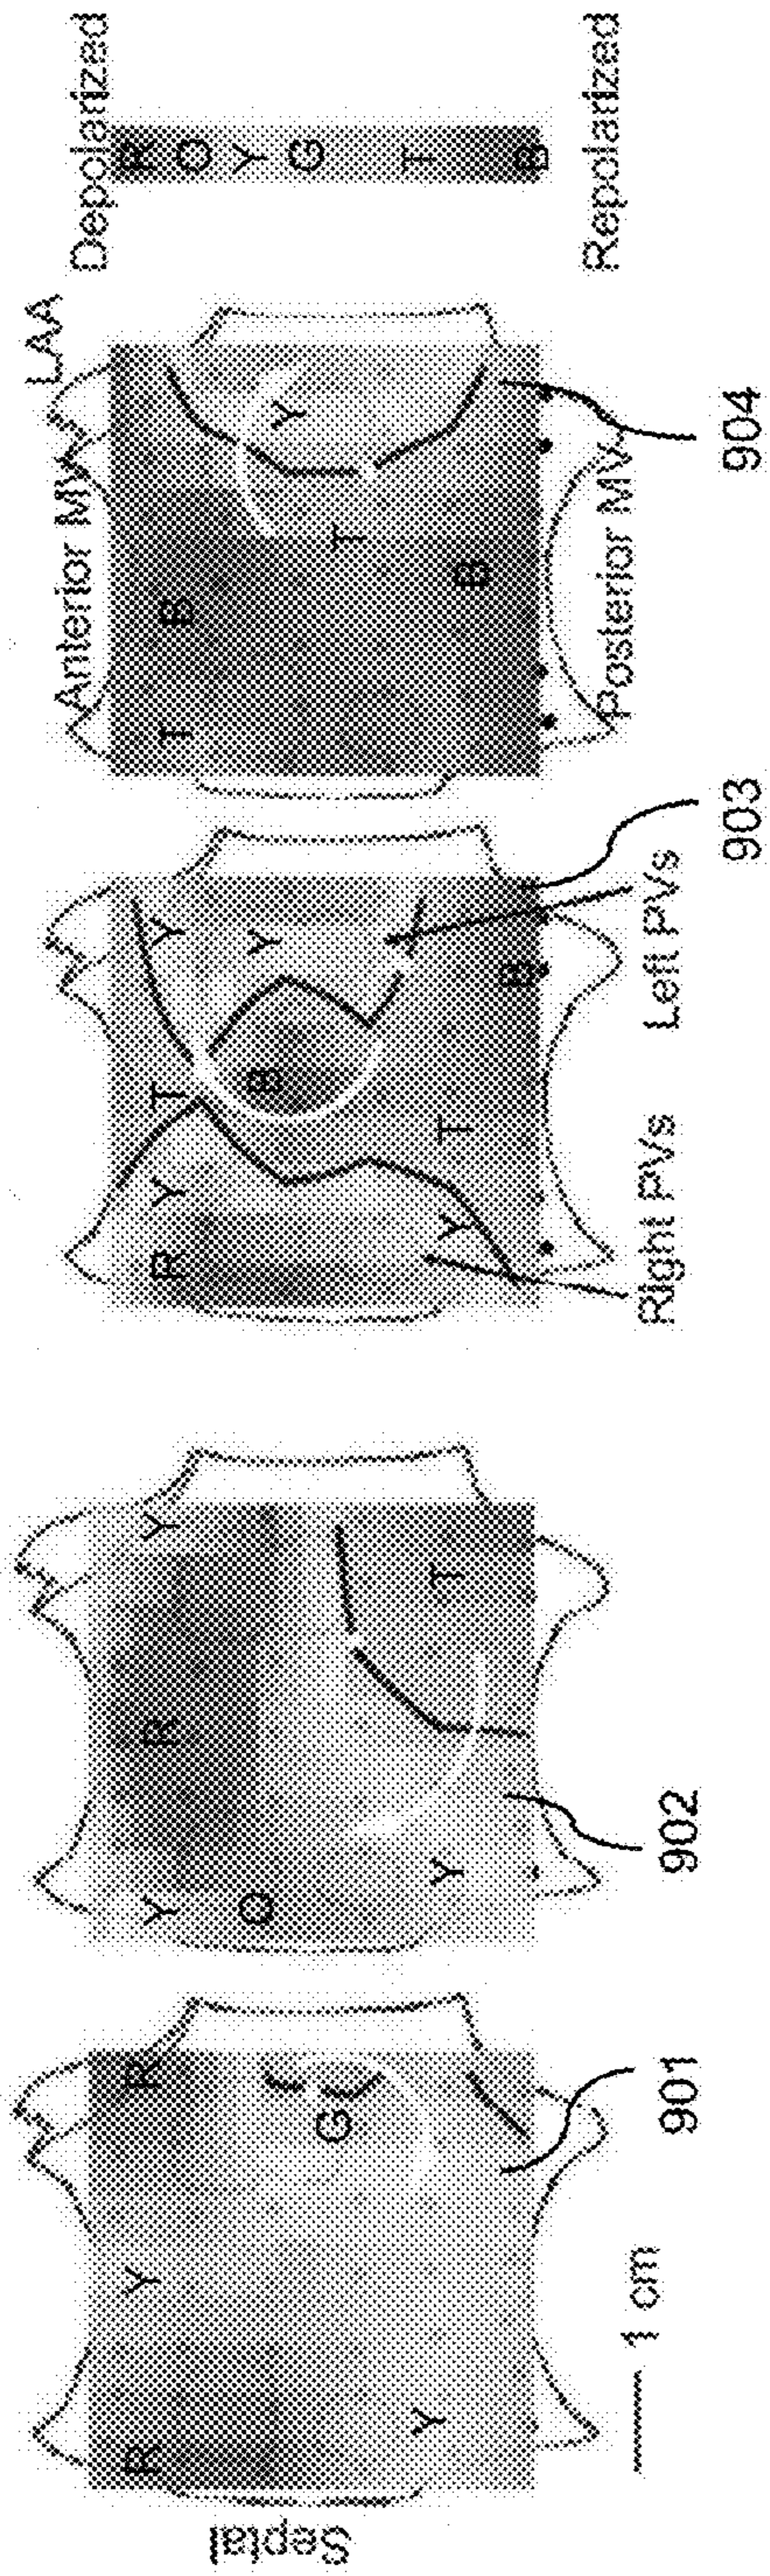 Septal
R
Y
R
G
Y
901
1 cm
Y
R
Y
O
Y
T
902
R
Y
T
Y
B
Y
Y
T
B
Right PVs
Left PVs
903
Anterior MV
LAA
T
B
Y
T
B
Posterior MV
904
Depolarized
R
O
Y
G
T
B
Repolarized